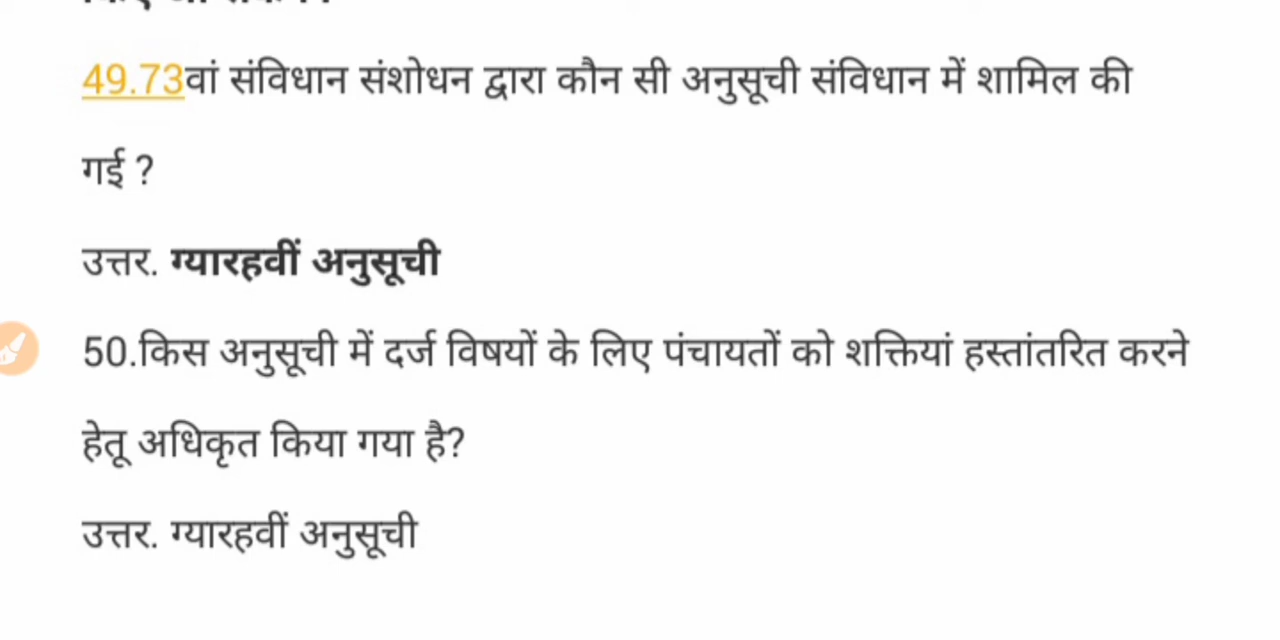 49.73वां संविधान संशोधन द्वारा कौन सी अनुसूची संविधान में शामिल की
गई ?
उत्तर. ग्यारहवीं अनुसूची
50.किस अनुसूची में दर्ज विषयों के लिए पंचायतों को शक्तियां हस्तांतरित करने
हेतू अधिकृत किया गया है?
उत्तर. ग्यारहवीं अनुसूची